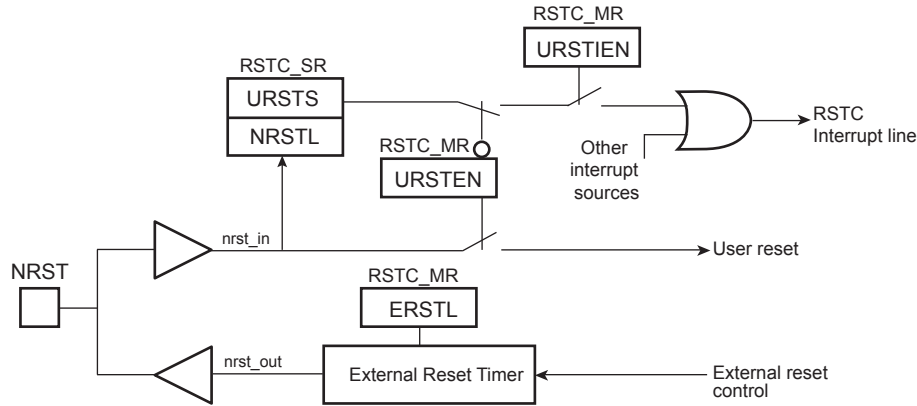 RSTC_MR
URSTIEN
RSTC_SR
URSTS
NRSTL
RSTC
Interrupt line
Other
interrupt
sources
RSTC_MR
URSTEN
nrst_in
User reset
NRST
RSTC_MR
ERSTL
nrst_out
External Reset Timer
External reset
control